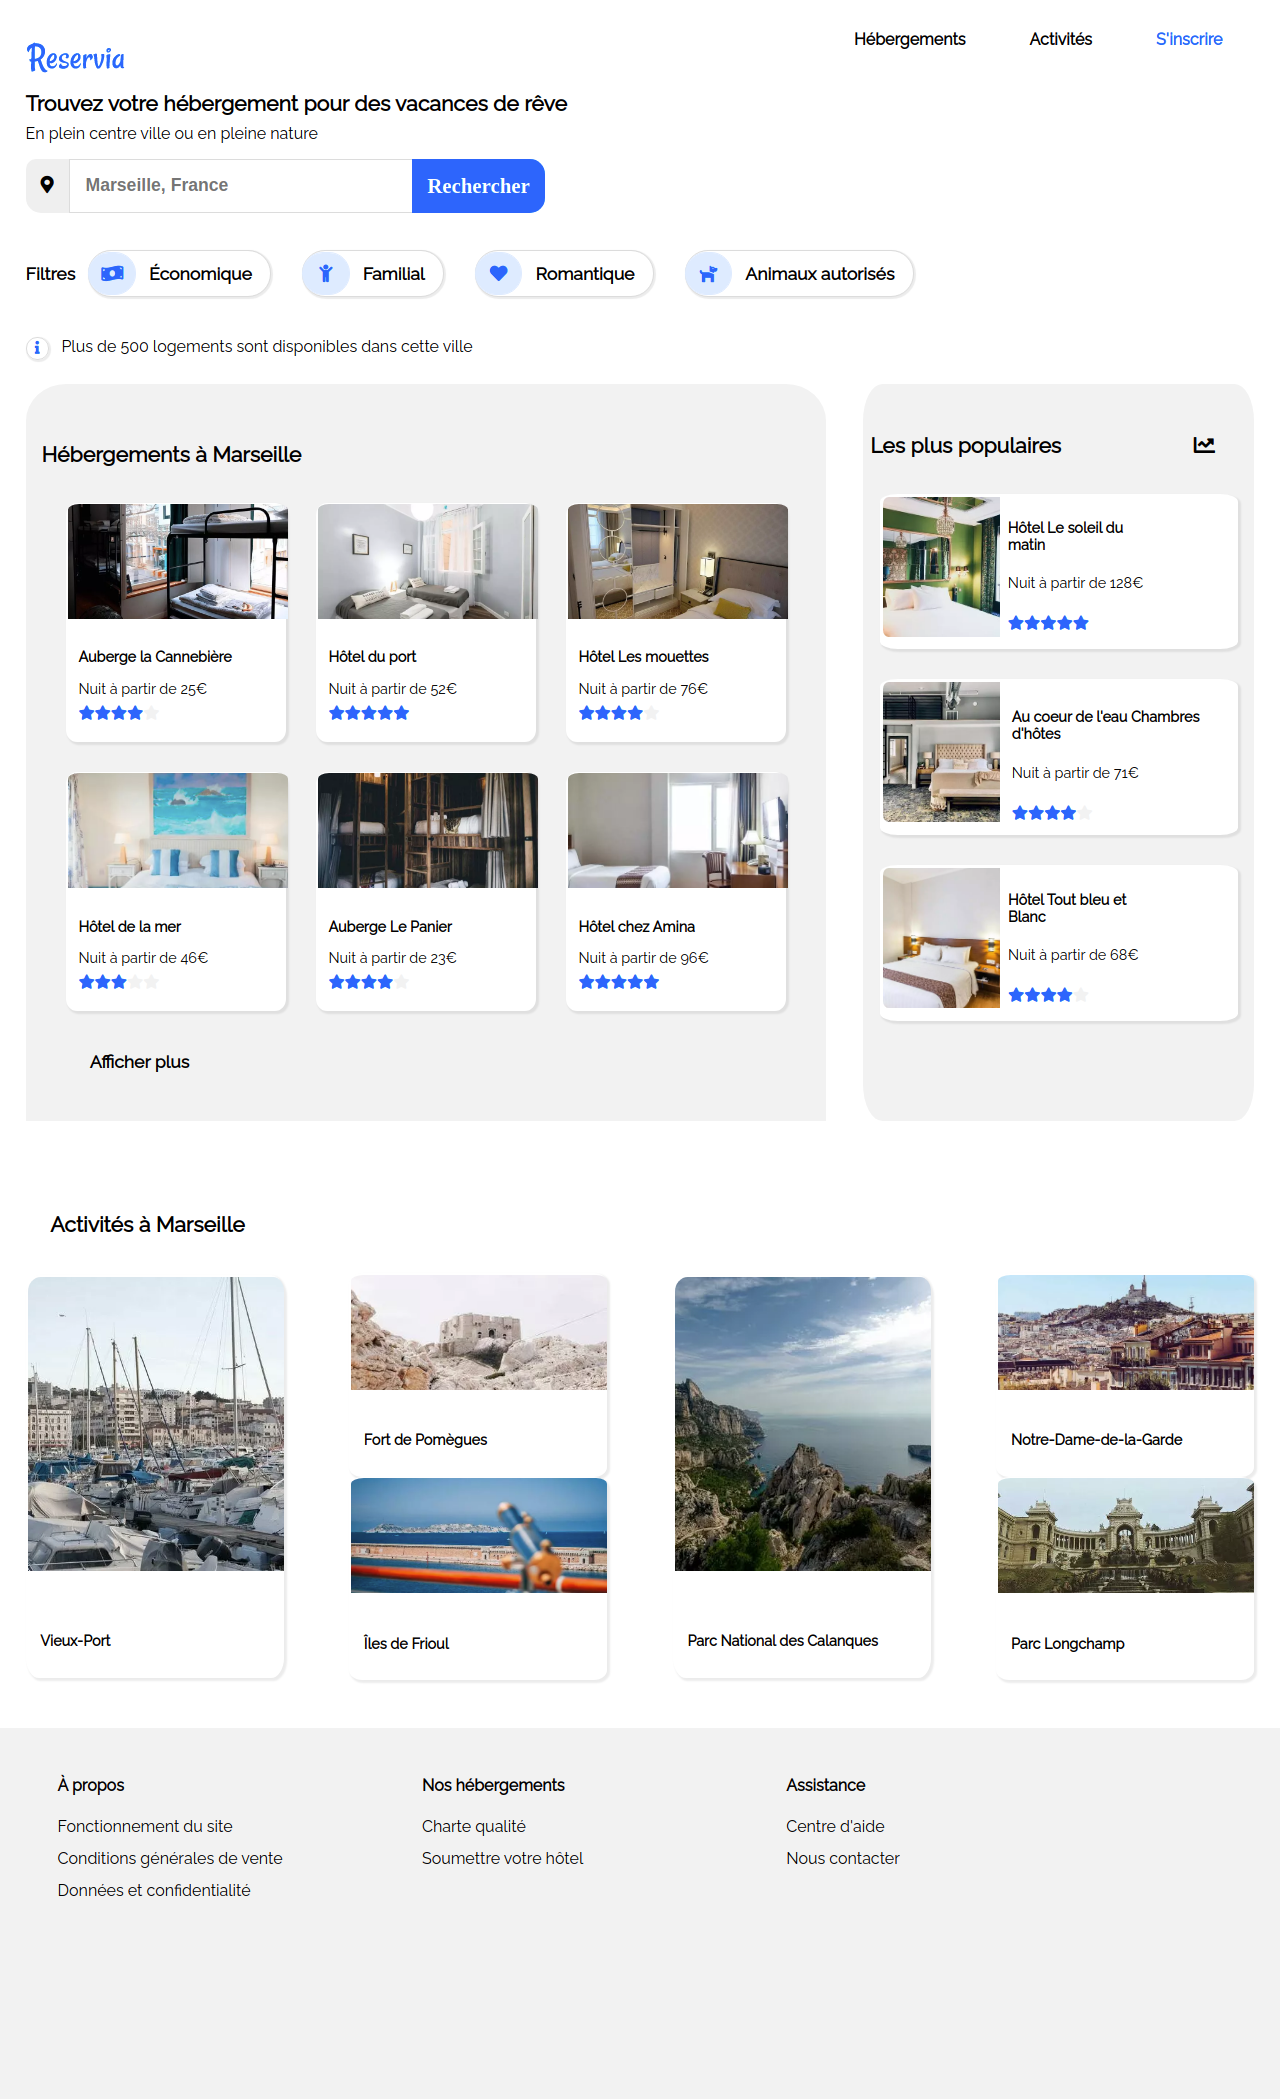 Reservia
Hébergements
Activités
S'inscrire
Trouvez votre hébergement pour des vacances de rêve
En plein centre ville ou en pleine nature
Marseille, France
Rechercher
Filtres
Économique
Familial
Romantique
Animaux autorisés
Plus de 500 logements sont disponibles dans cette ville
Hébergements à Marseille
Auberge la Cannebière
Nuit à partir de 25€
Hôtel du port
Nuit à partir de 52€
Hôtel Les mouettes
Nuit à partir de 76€
Hôtel de la mer
Nuit à partir de 46€
Auberge Le Panier
Nuit à partir de 23€
Hôtel chez Amina
Nuit à partir de 96€
Afficher plus
Les plus populaires
Hôtel Le soleil du
matin
Nuit à partir de 128€
Au coeur de l'eau Chambres
d'hôtes
Nuit à partir de 71€
Hôtel Tout bleu et
Blanc
Nuit à partir de 68€
Activités à Marseille
Vieux-Port
Fort de Pomègues
Îles de Frioul
Parc National des Calanques
Notre-Dame-de-la-Garde
Parc Longchamp
À propos
Fonctionnement du site
Conditions générales de vente
Données et confidentialité
Nos hébergements
Charte qualité
Soumettre votre hôtel
Assistance
Centre d'aide
Nous contacter